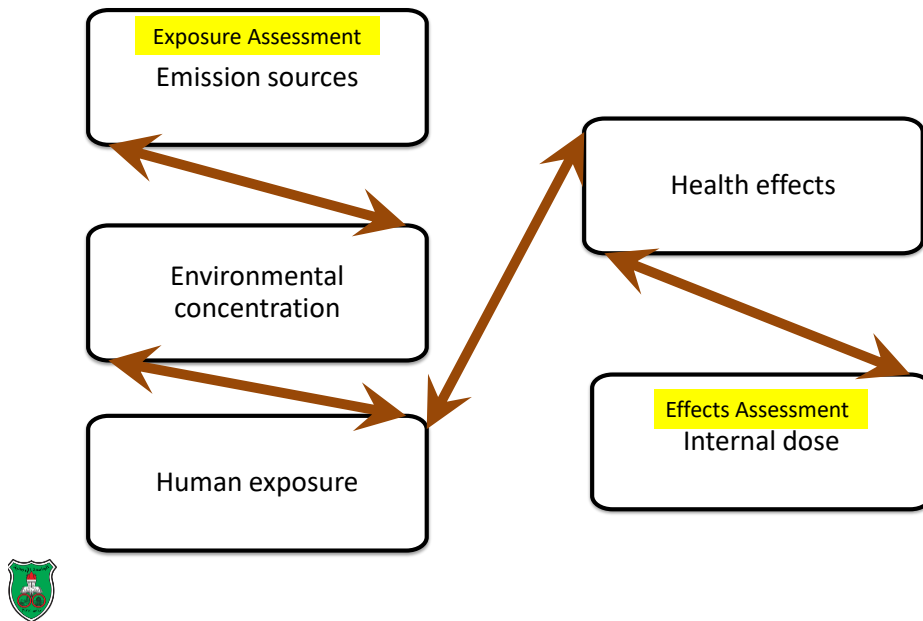 Exposure Assessment
Emission sources
Environmental
concentration
Human exposure
Health effects
Effects Assessment
Internal dose